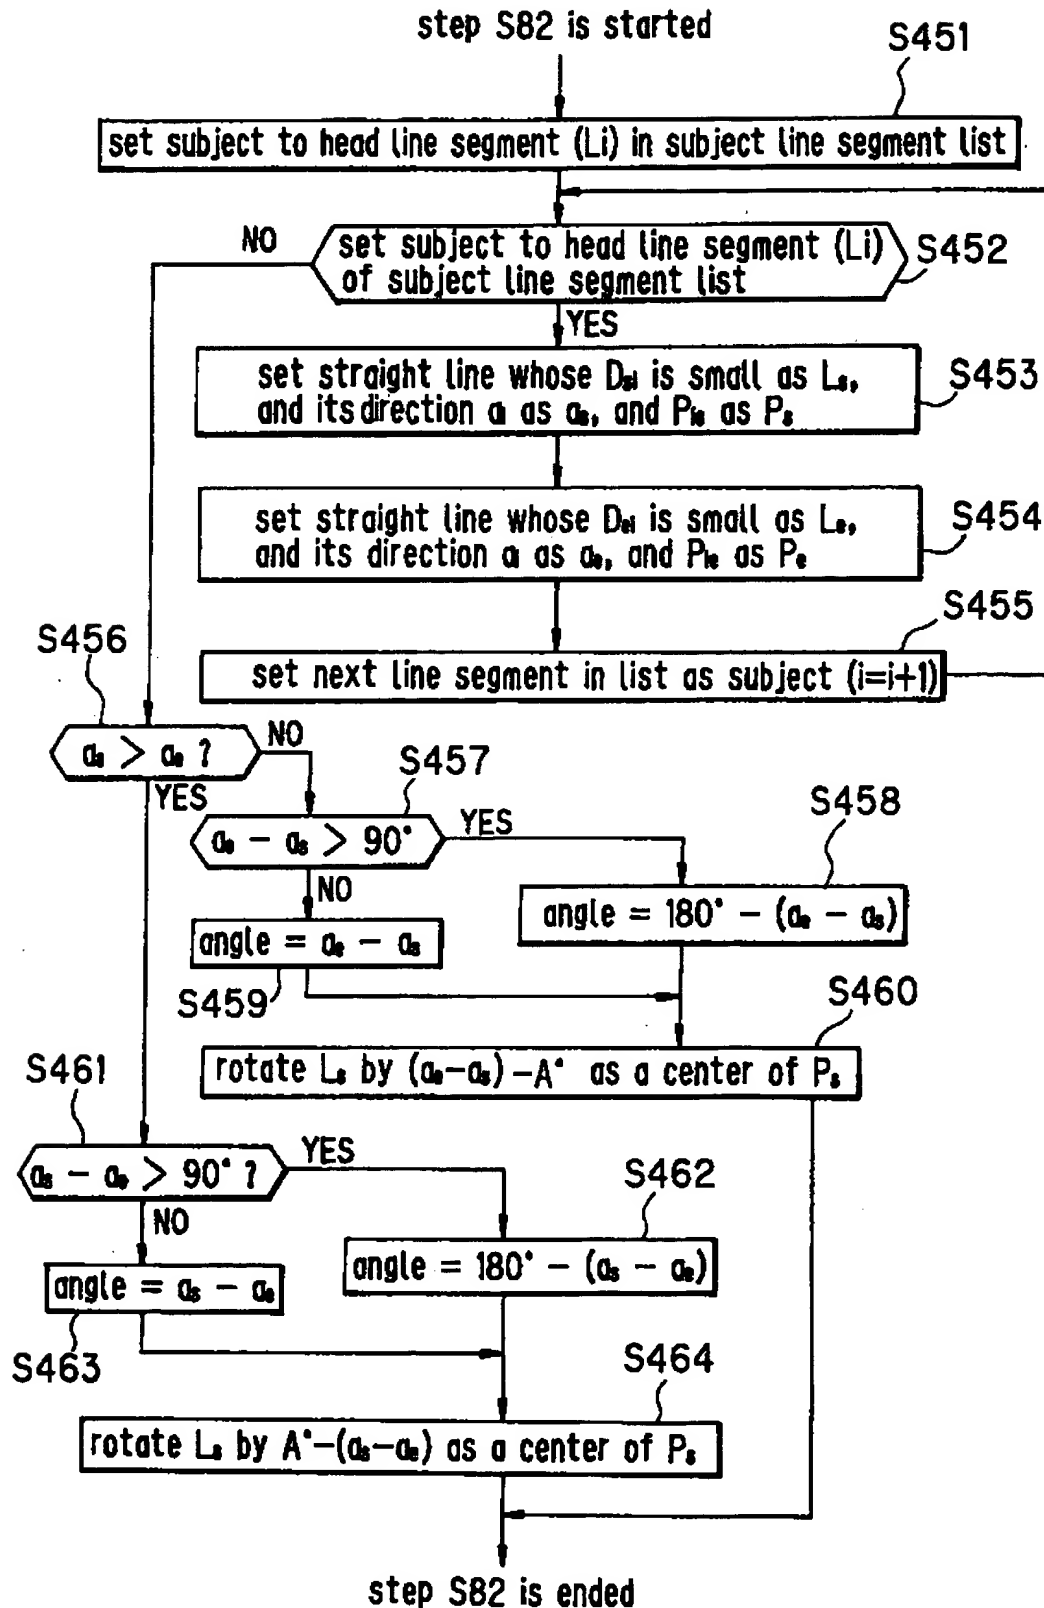 step S82 is started
S451
set subject to head line segment (Li) in subject line segment list
NO
set subject to head line segment (Li)
of subject line segment list
S452
YES
set straight line whose Dsi is small as Ls,
and its direction ai as as, and Pis as Ps
S453
set straight line whose Dei is small as Le,
and its direction ai as ae, and Pie as Pe
S454
S455
set next line segment in list as subject (i=i+1)
S456
as > ae ?
NO
YES
S457
ae - as > 90°
YES
NO
S458
angle = 180° - (ae - as)
angle = ae - as
S459
S460
rotate Ls by (ae-as)-A° as a center of Ps
S461
as - ae > 90° ?
YES
NO
S462
angle = 180° - (as - ae)
angle = as - ae
S463
S464
rotate Ls by A°-(as-ae) as a center of Ps
step S82 is ended